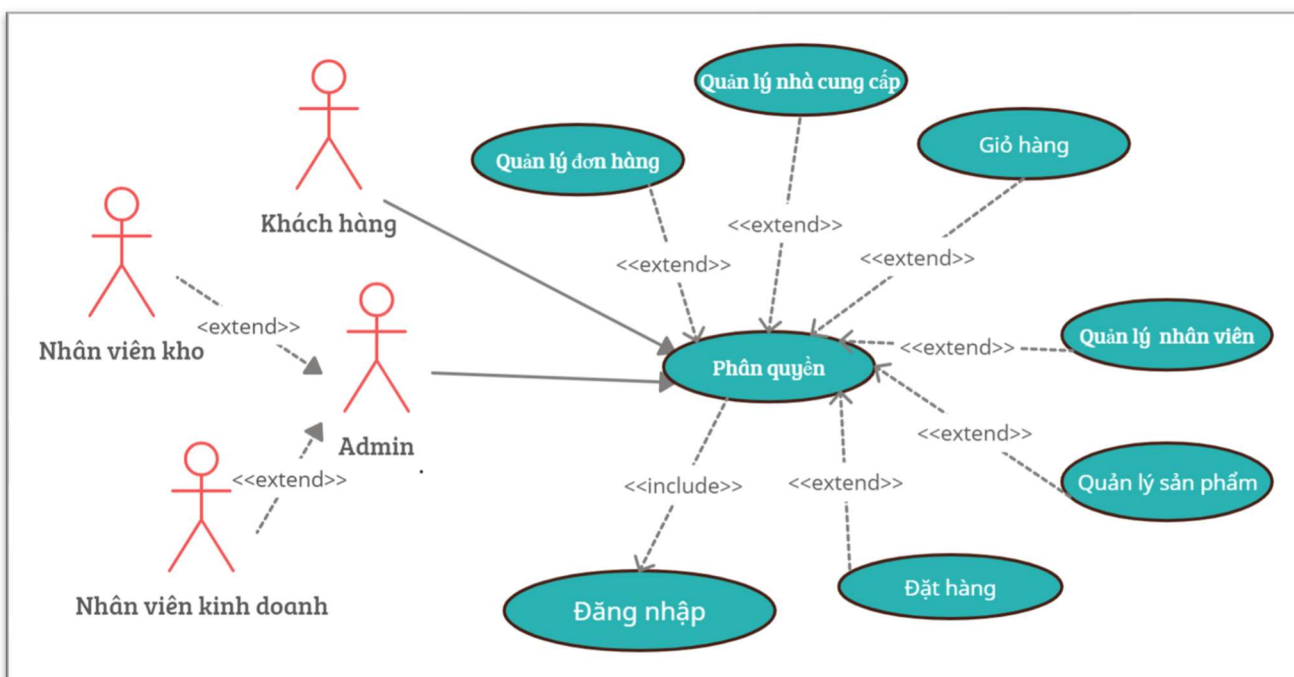 Quản lý nhà cung cấp
Quản lý đơn hàng
Giỏ hàng
Khách hàng
<<extend>>
<<extend>>
<<extend>>
<extend>>
Nhân viên kho
Quản lý nhân viên
<<extend>>
Phân quyền
Admin
<<extend>>
<<extend>>
Quản lý sản phẩm
<<include>>
<<extend>>
Đặt hàng
Nhân viên kinh doanh
Đăng nhập